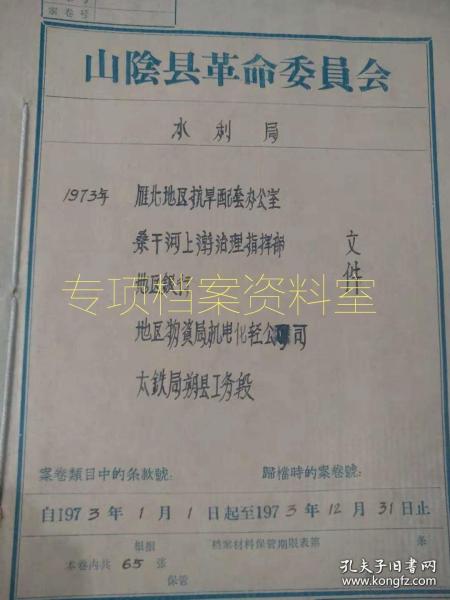 案卷号
山陰县革命委員会
水利局
1973年 雁北地区抗旱配套办公室
桑干河上游治理指挥部 文件
专项档案资料室
地区物資局机电化轻公司
太鉄局朔县工务段
案卷類目中的条款號: 歸檔時的案卷號:
自1973年1月1日起至1973年12月31日止
根据 档案材料保管期限表第 条
本卷内共65张
保管
孔夫子旧书网